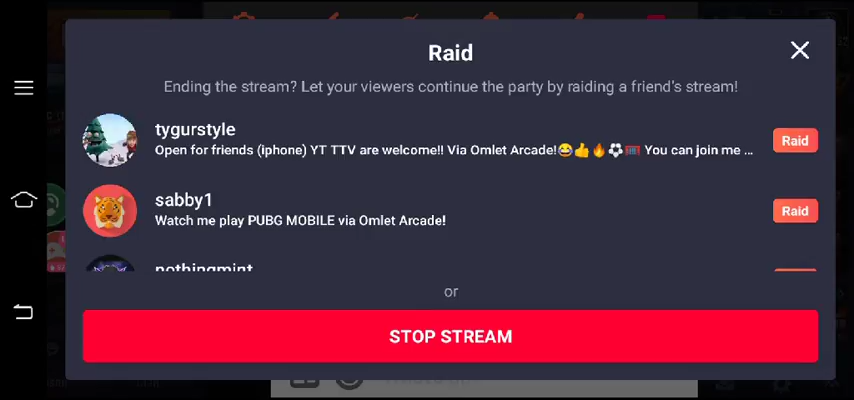 Raid
Ending the stream? Let your viewers continue the party by raiding a friend's stream!
tygurstyle
Open for friends (iphone) YT TTV are welcome!! Via Omlet Arcade!😂👍🔥⚽🥅 You can join me ...
Raid
sabby1
Watch me play PUBG MOBILE via Omlet Arcade!
Raid
nothingmint
or
STOP STREAM